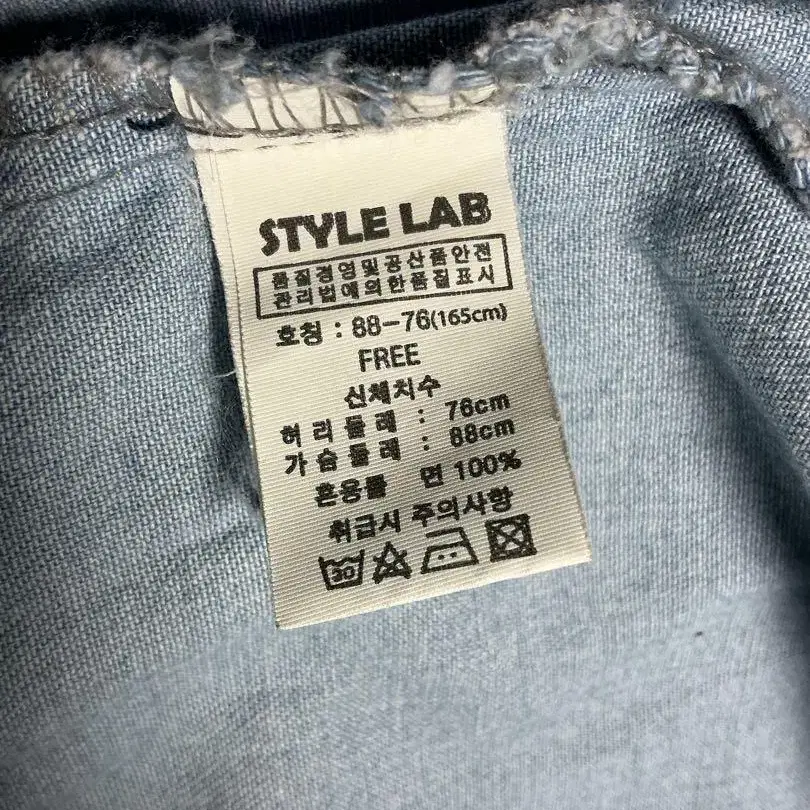 STYLE LAB
품질경영및공산품안전
관리법에의한품질표시
호칭 : 88-76(165cm)
FREE
신체치수
허리둘레 : 76cm
가슴둘레 : 88cm
혼용률 면 100%
취급시 주의사항
30